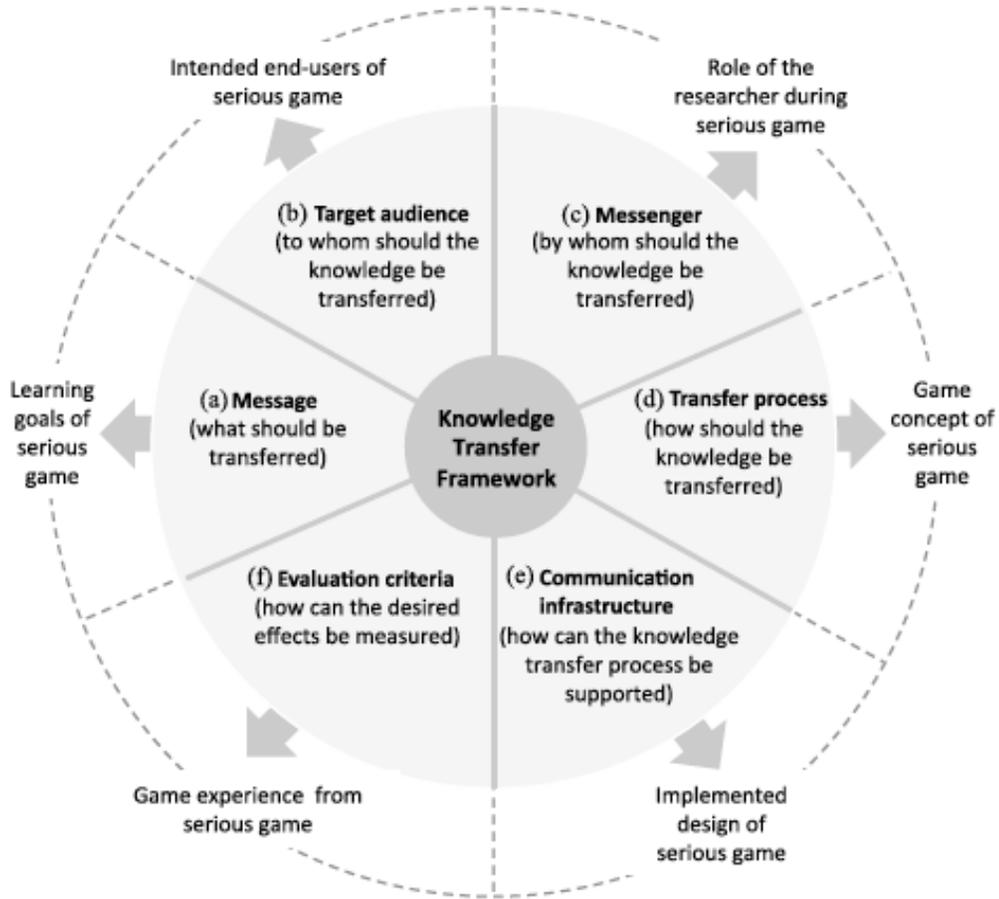 Intended end-users of
serious game
Role of the
researcher during
serious game
(b) Target audience
(to whom should the
knowledge be
transferred)
(c) Messenger
(by whom should the
knowledge be
transferred)
Learning
goals of
serious
game
(a) Message
(what should be
transferred)
Knowledge
Transfer
Framework
(d) Transfer process
(how should the
knowledge be
transferred)
Game
concept of
serious
game
(f) Evaluation criteria
(how can the desired
effects be measured)
(e) Communication
infrastructure
(how can the knowledge
transfer process be
supported)
Game experience from
serious game
Implemented
design of
serious game